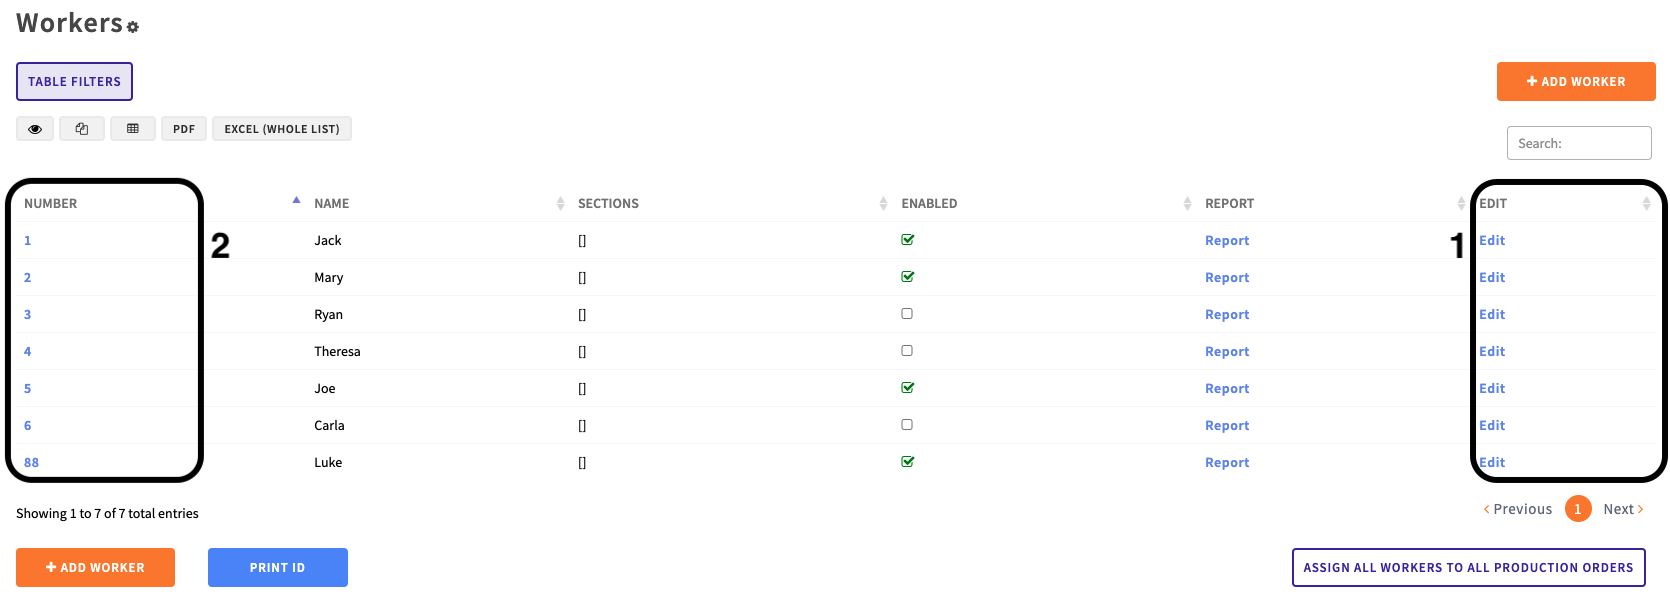 Workers
TABLE FILTERS
+ ADD WORKER
PDF
EXCEL (WHOLE LIST)
Search:
NUMBER NAME SECTIONS ENABLED REPORT EDIT
1 2 Jack [] Report 1 Edit
2 Mary [] Report Edit
3 Ryan [] Report Edit
4 Theresa [] Report Edit
5 Joe [] Report Edit
6 Carla [] Report Edit
88 Luke [] Report Edit
Showing 1 to 7 of 7 total entries
< Previous 1 Next >
+ ADD WORKER
PRINT ID
ASSIGN ALL WORKERS TO ALL PRODUCTION ORDERS